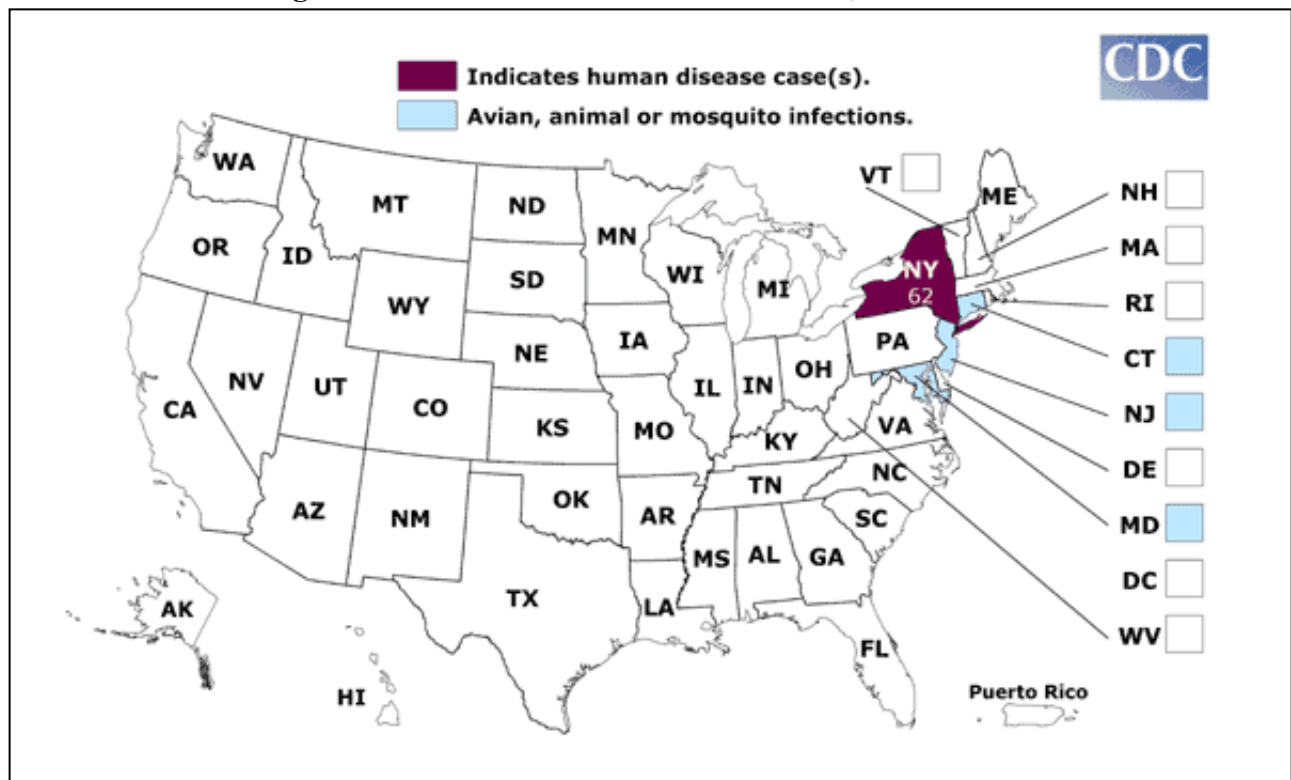 CDC
Indicates human disease case(s).
Avian, animal or mosquito infections.
WA
MT
ND
MN
VT
ME
NH
OR
ID
SD
WI
MI
NY
62
MA
WY
RI
IA
NE
PA
CT
NV
UT
CO
IL
IN
OH
CA
KS
MO
KY
VA
NJ
DE
AZ
NM
OK
AR
TN
NC
SC
MD
MS
AL
GA
TX
LA
DC
AK
FL
WV
HI
Puerto Rico